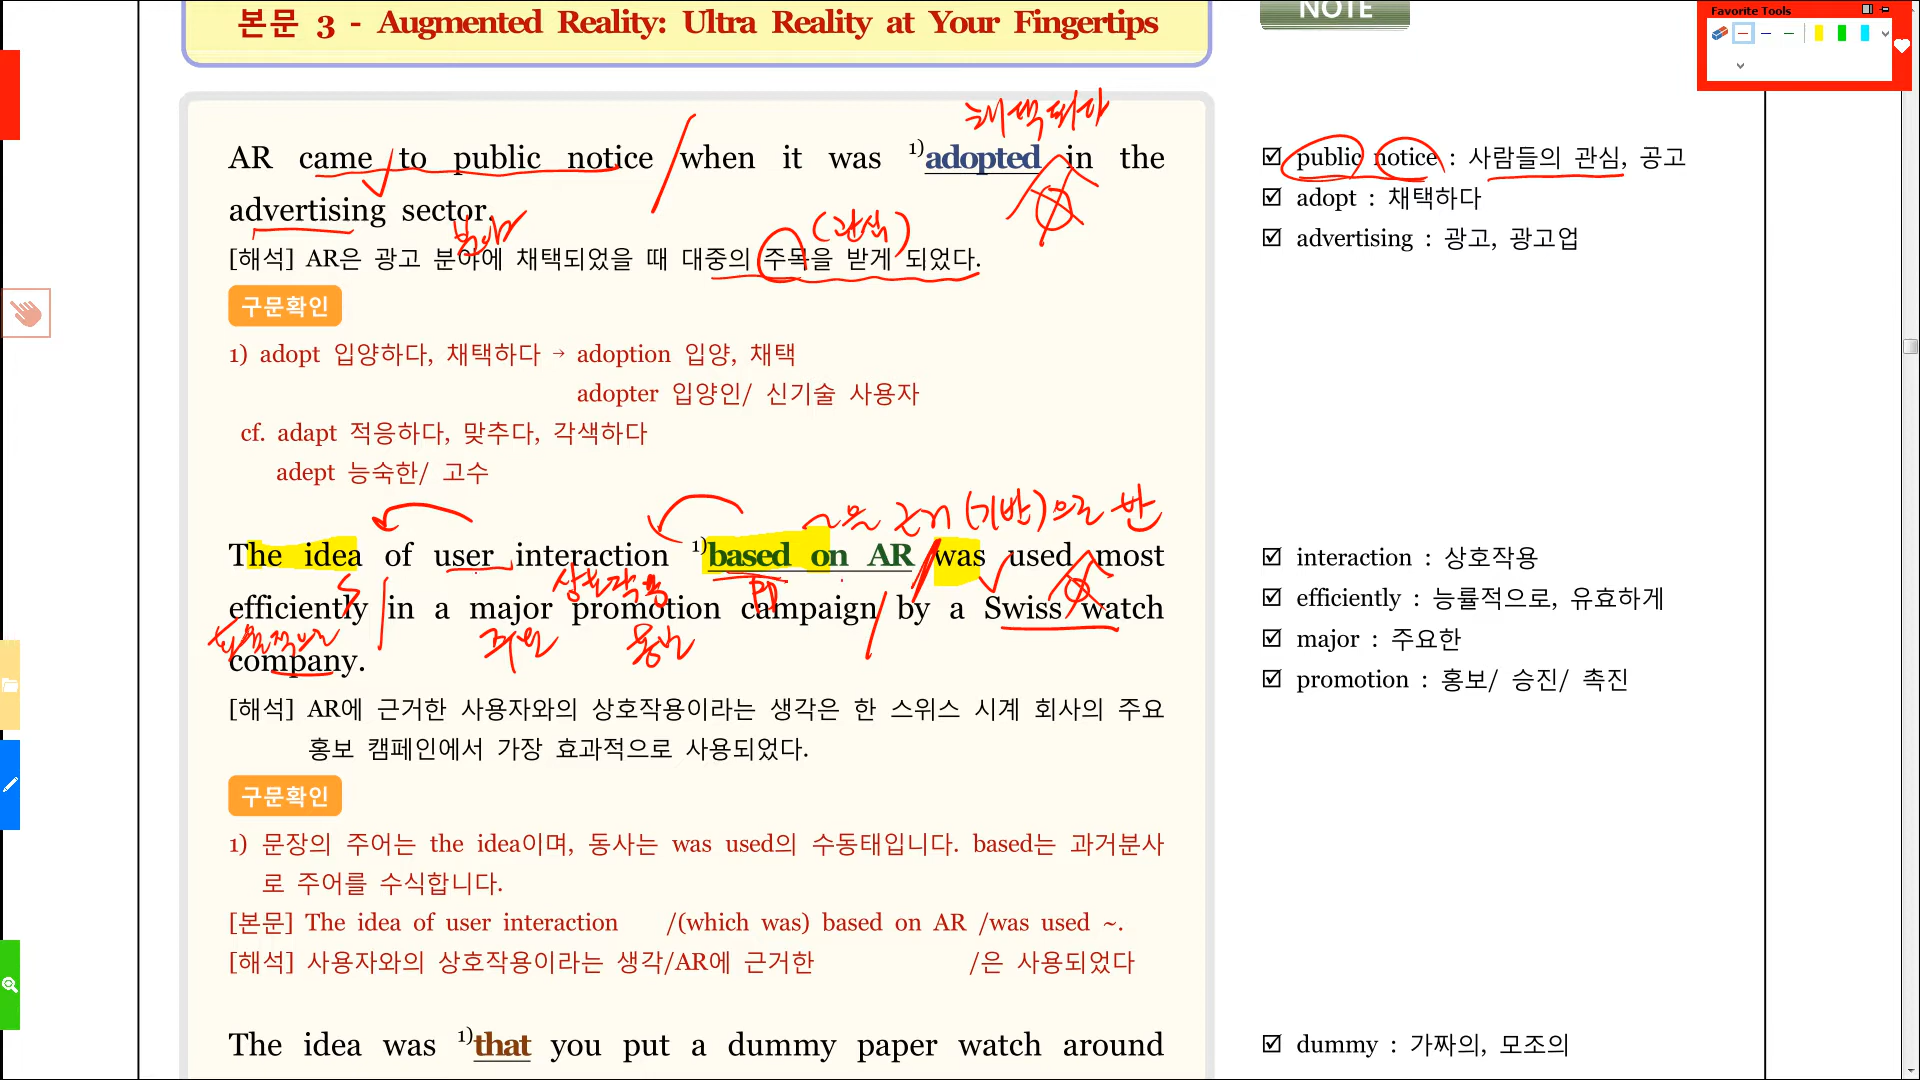 본문 3 - Augmented Reality: Ultra Reality at Your Fingertips
NOTE
Favorite Tools
채택되다
AR came to public notice when it was 1)adopted in the
advertising sector.
분야
(관심)
[해석] AR은 광고 분야에 채택되었을 때 대중의 주목을 받게 되었다.
구문확인
1) adopt 입양하다, 채택하다 → adoption 입양, 채택
adopter 입양인/ 신기술 사용자
cf. adapt 적응하다, 맞추다, 각색하다
adept 능숙한/ 고수
The idea of user interaction 1)based on AR was used most
상호작용
PP
efficiently in a major promotion campaign by a Swiss watch
주요
홍보
company.
[해석] AR에 근거한 사용자와의 상호작용이라는 생각은 한 스위스 시계 회사의 주요
홍보 캠페인에서 가장 효과적으로 사용되었다.
구문확인
1) 문장의 주어는 the idea이며, 동사는 was used의 수동태입니다. based는 과거분사
로 주어를 수식합니다.
[본문] The idea of user interaction /(which was) based on AR /was used ~.
[해석] 사용자와의 상호작용이라는 생각/AR에 근거한 /은 사용되었다
The idea was 1)that you put a dummy paper watch around
☑ public notice : 사람들의 관심, 공고
☑ adopt : 채택하다
☑ advertising : 광고, 광고업
☑ interaction : 상호작용
☑ efficiently : 능률적으로, 유효하게
☑ major : 주요한
☑ promotion : 홍보/ 승진/ 촉진
☑ dummy : 가짜의, 모조의